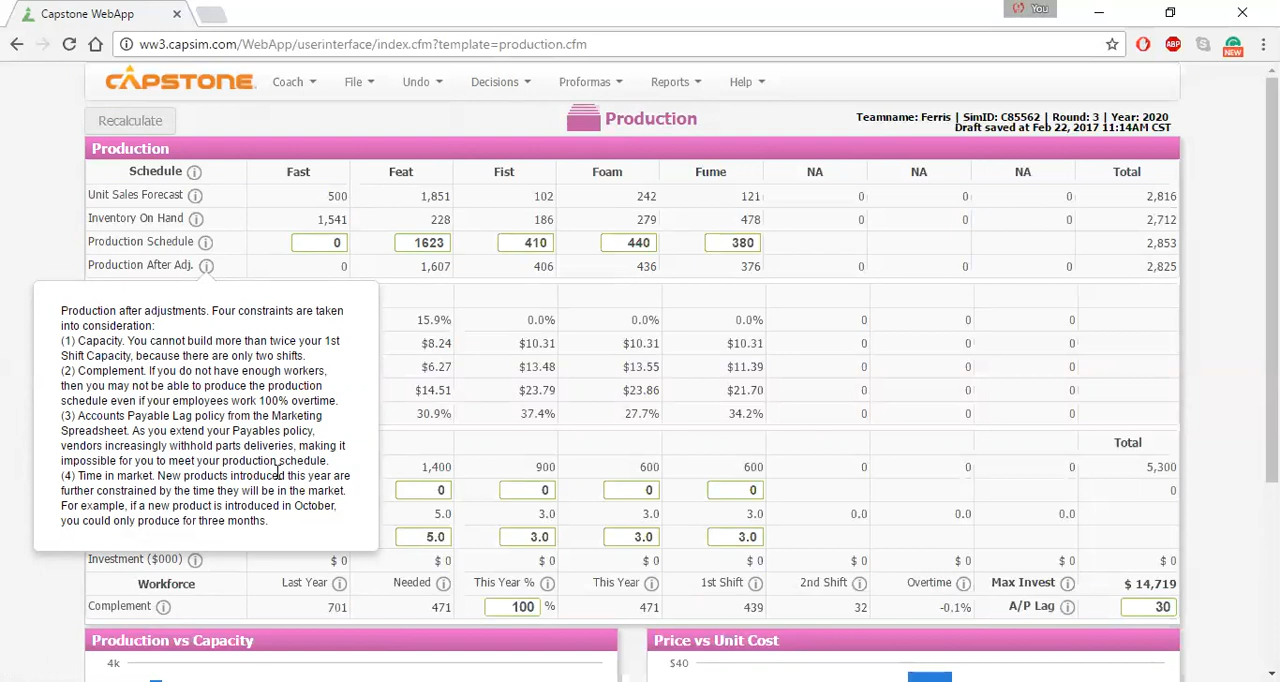 Capstone WebApp
You
ww3.capsim.com/WebApp/userinterface/index.cfm?template=production.cfm
ABP
NEW
CAPSTONE Coach File Undo Decisions Proformas Reports Help
Recalculate
Production
Teamname: Ferris | SimID: C85562 | Round: 3 | Year: 2020
Draft saved at Feb 22, 2017 11:14AM CST
Production
Schedule Fast Feat Fist Foam Fume NA NA NA Total
Unit Sales Forecast 500 1,851 102 242 121 0 0 0 2,816
Inventory On Hand 1,541 228 186 279 478 0 0 0 2,712
Production Schedule 0 1623 410 440 380 2,853
Production After Adj. 0 1,607 406 436 376 0 0 0 2,825
Production after adjustments. Four constraints are taken
into consideration:
(1) Capacity. You cannot build more than twice your 1st
Shift Capacity, because there are only two shifts.
(2) Complement. If you do not have enough workers,
then you may not be able to produce the production
schedule even if your employees work 100% overtime.
(3) Accounts Payable Lag policy from the Marketing
Spreadsheet. As you extend your Payables policy,
vendors increasingly withhold parts deliveries, making it
impossible for you to meet your production schedule.
(4) Time in market. New products introduced this year are
further constrained by the time they will be in the market.
For example, if a new product is introduced in October,
you could only produce for three months.
15.9% 0.0% 0.0% 0.0% 0 0 0
$8.24 $10.31 $10.31 $10.31 0 0 0
$6.27 $13.48 $13.55 $11.39 0 0 0
$14.51 $23.79 $23.86 $21.70 0 0 0
30.9% 37.4% 27.7% 34.2% 0 0 0
Total
1,400 900 600 600 0 0 0 5,300
0 0 0 0 0
5.0 3.0 3.0 3.0 0.0 0.0 0.0
5.0 3.0 3.0 3.0
Investment ($000) $ 0 $ 0 $ 0 $ 0 $ 0 $ 0 $ 0 $ 0 $ 0
Workforce Last Year Needed This Year % This Year 1st Shift 2nd Shift Overtime Max Invest $ 14,719
Complement 701 471 100 % 471 439 32 -0.1% A/P Lag 30
Production vs Capacity
Price vs Unit Cost
4k
$40